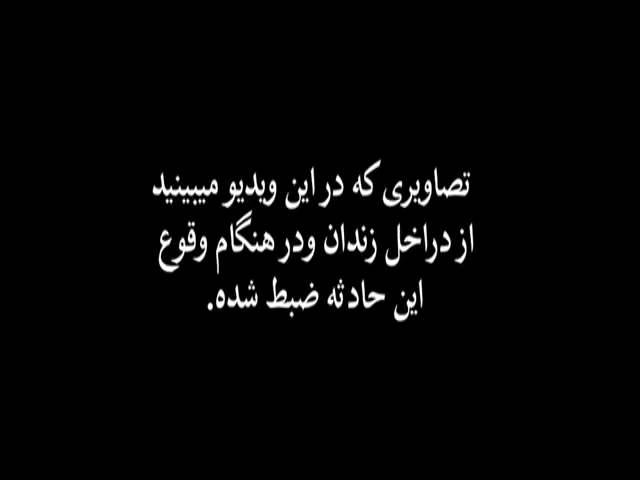 تصاویری که در این ویدیو میبینید
از دراخل زندان ودر هنگام وقوع
این حادثه ضبط شده.